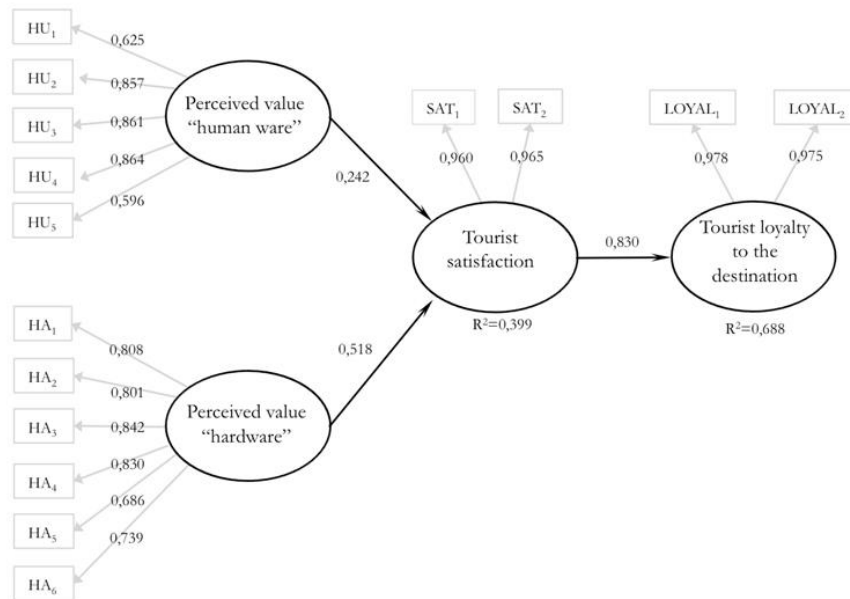 HU₁
0,625
HU₂
0,857
HU₃
0,861
HU₄
0,864
HU₅
0,596
Perceived value
“human ware”
0,242
SAT₁
SAT₂
0,960
0,965
Tourist
satisfaction
R²=0,399
0,830
LOYAL₁
LOYAL₂
0,978
0,975
Tourist loyalty
to the
destination
R²=0,688
HA₁
0,808
HA₂
0,801
HA₃
0,842
HA₄
0,830
HA₅
0,686
HA₆
0,739
Perceived value
“hardware”
0,518